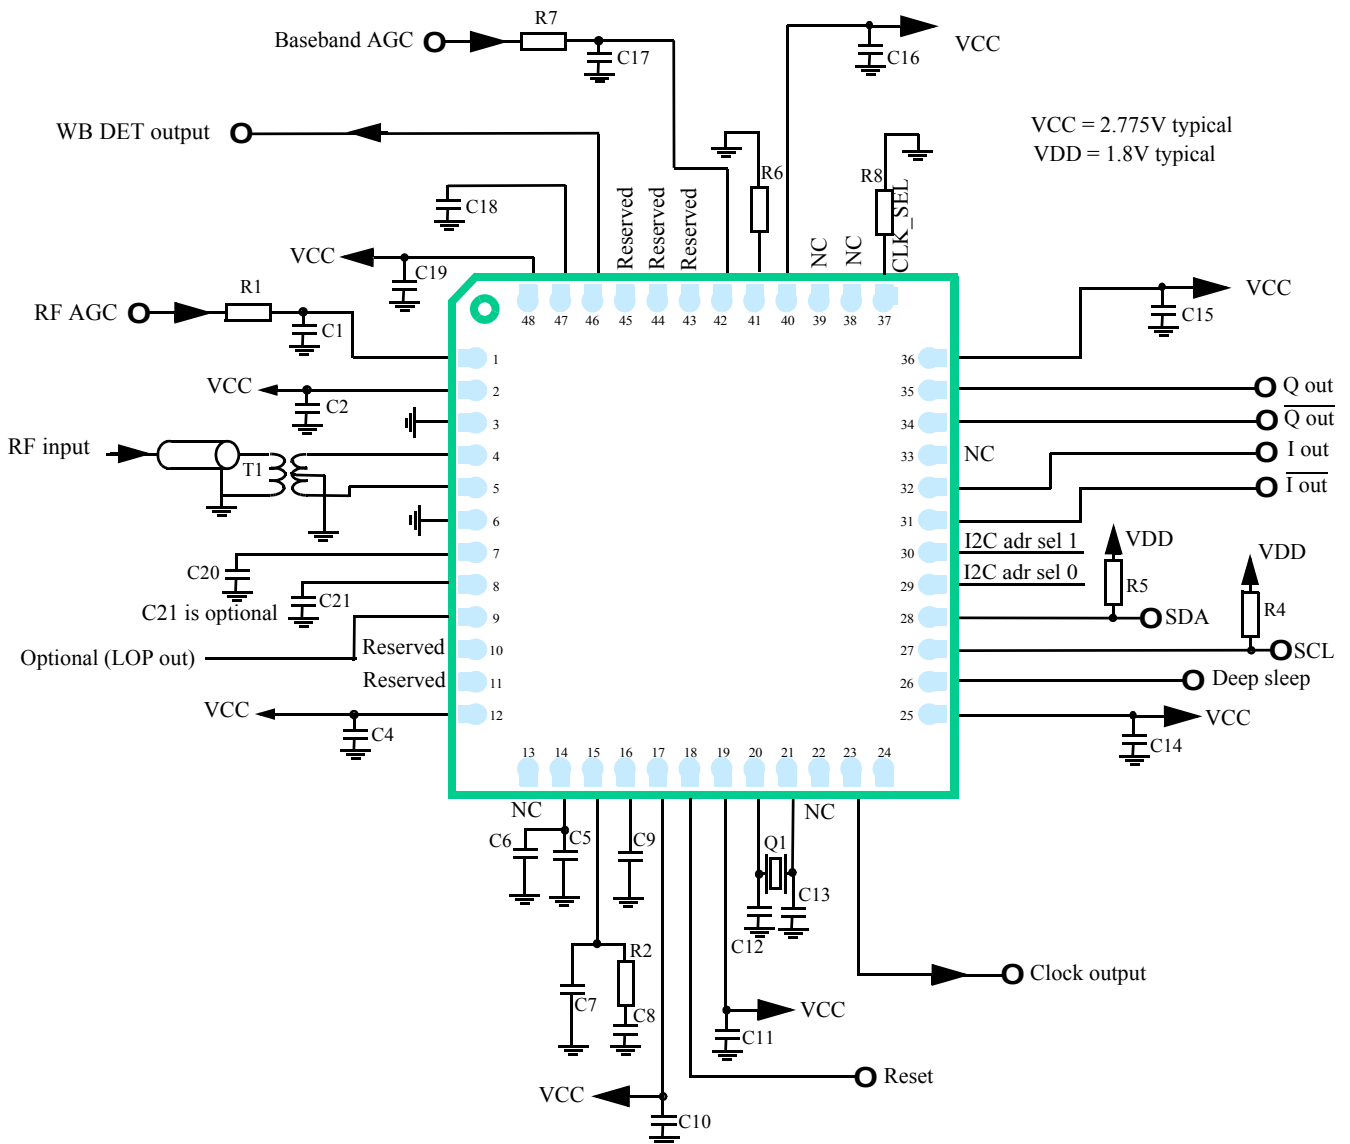 R7
Baseband AGC
C17
C16
VCC
WB DET output
VCC = 2.775V typical
VDD = 1.8V typical
R6
R8
C18
Reserved
Reserved
Reserved
NC
NC
CLK_SEL
VCC
C19
R1
RF AGC
C1
48 47 46 45 44 43 42 41 40 39 38 37
VCC
C15
1
36
VCC
C2
2
35
Q out
3
34
Q out
RF input
T1
4
33
NC
I out
5
32
I out
6
31
C20
7
30
I2C adr sel 1
VDD
VDD
C21 is optional
C21
8
29
I2C adr sel 0
R5
R4
9
28
SDA
Optional (LOP out)
Reserved
10
27
SCL
Reserved
11
26
Deep sleep
VCC
C4
12
25
VCC
C14
13 14 15 16 17 18 19 20 21 22 23 24
NC
NC
C6
C5
C9
Q1
C13
C12
R2
C7
C8
Clock output
VCC
C11
Reset
VCC
C10